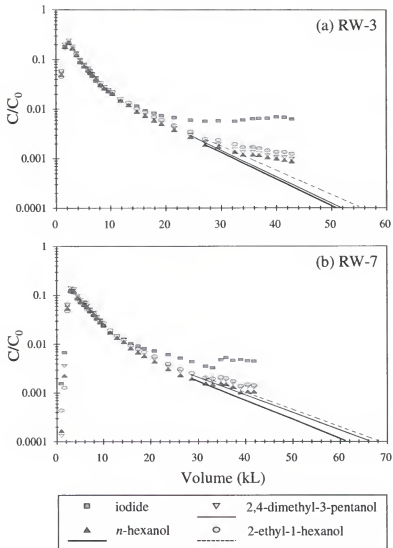 (a) RW-3
1
0.1
0.01
0.001
0.0001
C/C0
0 10 20 30 40 50 60
(b) RW-7
1
0.1
0.01
0.001
0.0001
C/C0
0 10 20 30 40 50 60 70
Volume (kL)
iodide
2,4-dimethyl-3-pentanol
n-hexanol
2-ethyl-1-hexanol